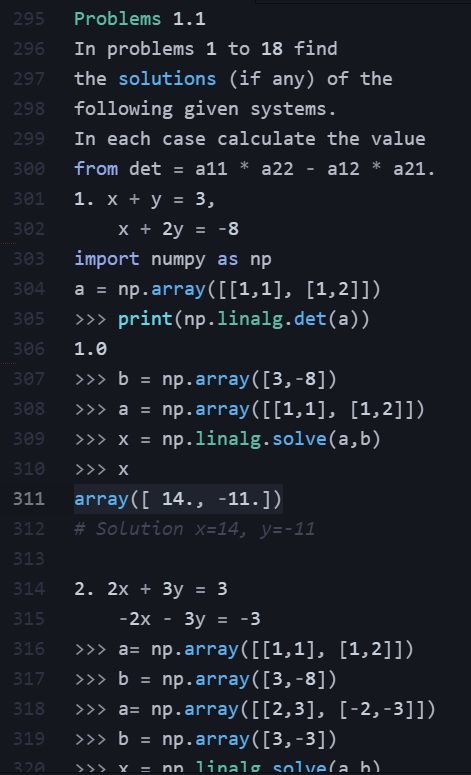 295 Problems 1.1
296 In problems 1 to 18 find
297 the solutions (if any) of the
298 following given systems.
299 In each case calculate the value
300 from det = a11 * a22 - a12 * a21.
301 1. x + y = 3,
302     x + 2y = -8
303 import numpy as np
304 a = np.array([[1,1], [1,2]])
305 >>> print(np.linalg.det(a))
306 1.0
307 >>> b = np.array([3,-8])
308 >>> a = np.array([[1,1], [1,2]])
309 >>> x = np.linalg.solve(a,b)
310 >>> x
311 array([ 14., -11.])
312 # Solution x=14, y=-11
313
314 2. 2x + 3y = 3
315     -2x - 3y = -3
316 >>> a= np.array([[1,1], [1,2]])
317 >>> b = np.array([3,-8])
318 >>> a= np.array([[2,3], [-2,-3]])
319 >>> b = np.array([3,-3])
320 >>> x = np.linalg.solve(a,b)